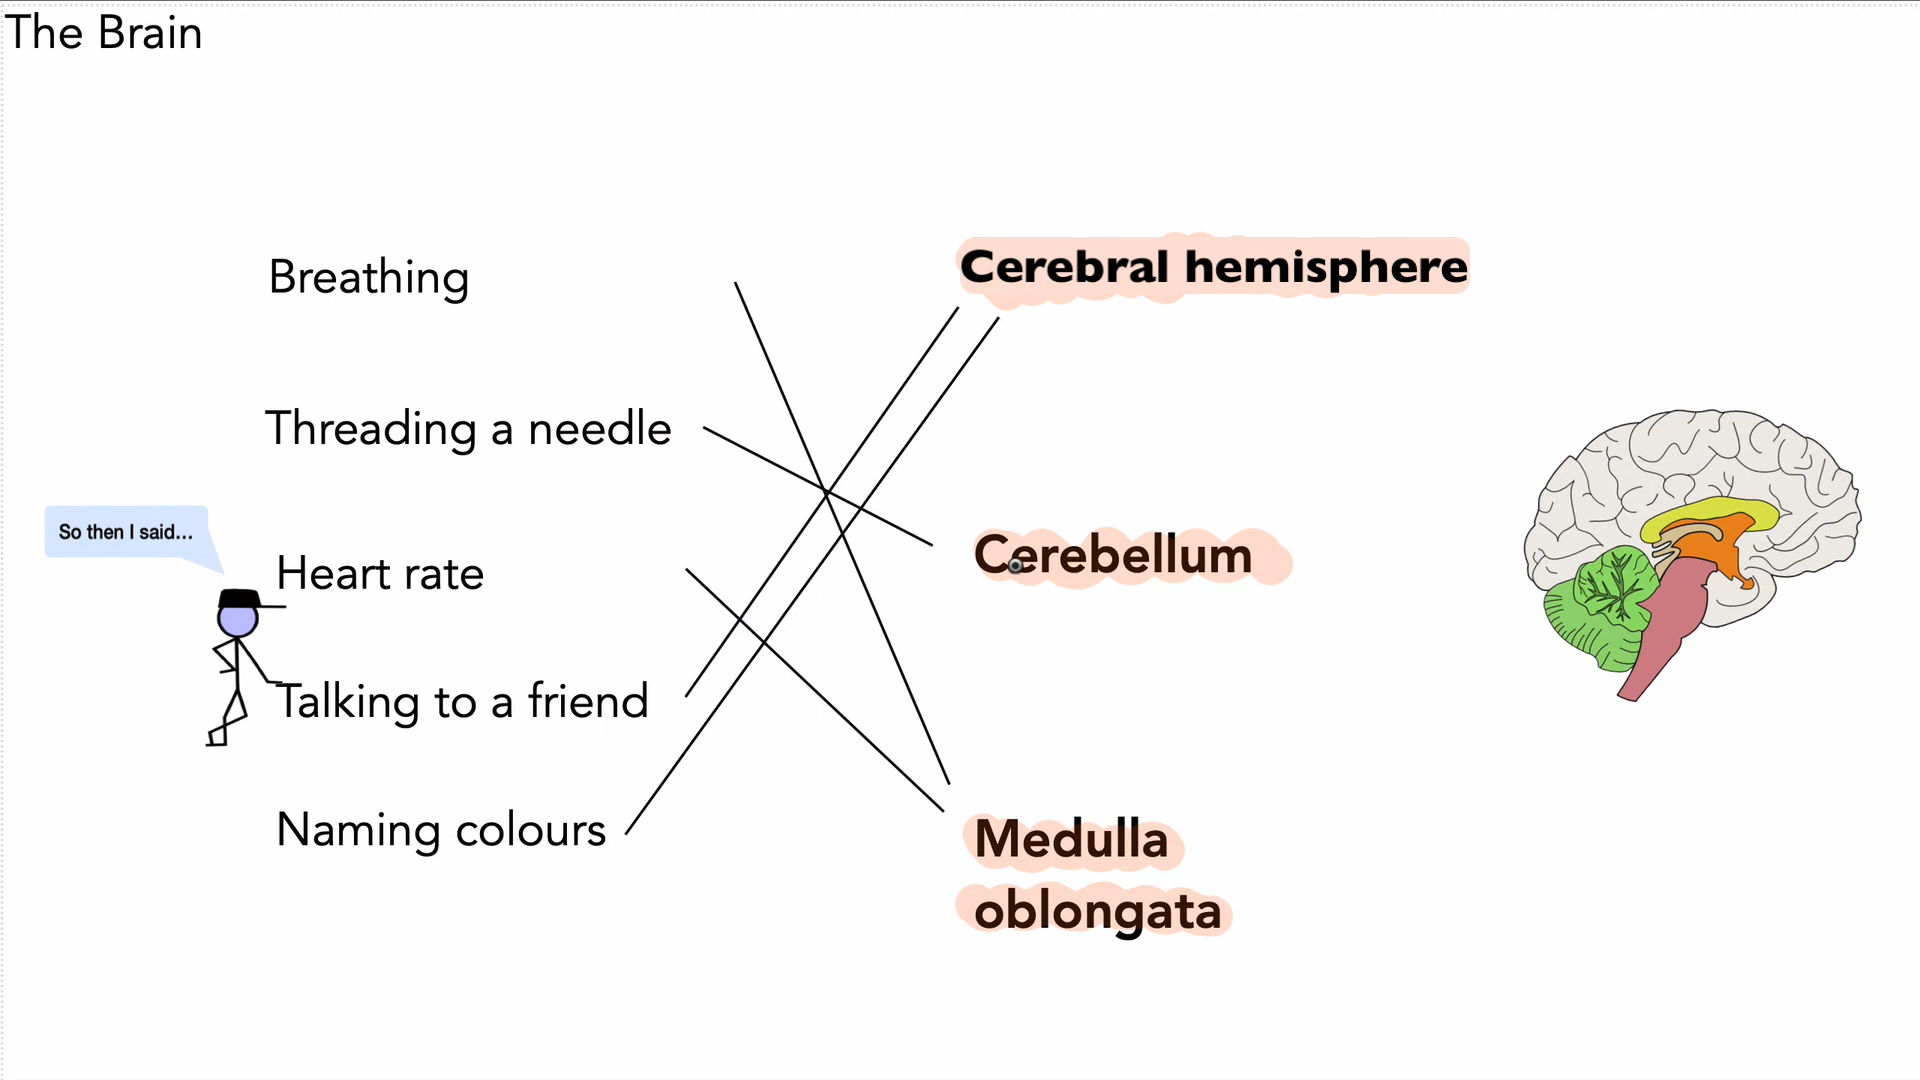 The Brain
Breathing
Cerebral hemisphere
Threading a needle
So then I said...
Heart rate
Cerebellum
Talking to a friend
Naming colours
Medulla
oblongata